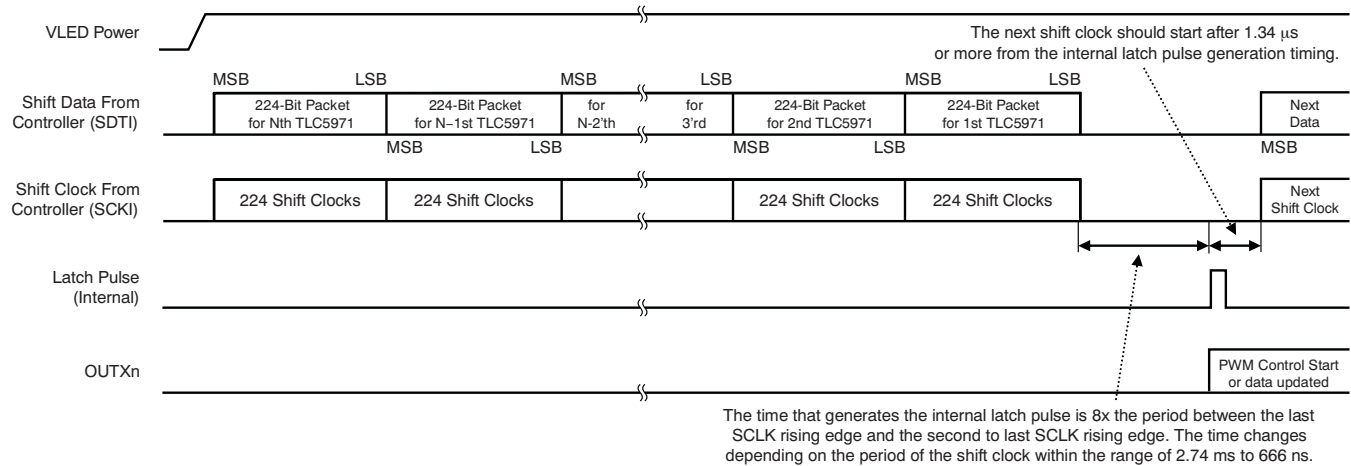 VLED Power
The next shift clock should start after 1.34 μs
or more from the internal latch pulse generation timing.
MSB LSB MSB LSB MSB LSB
Shift Data From
Controller (SDTI)
224-Bit Packet
for Nth TLC5971
224-Bit Packet
for N–1st TLC5971
for
N-2'th
for
3'rd
224-Bit Packet
for 2nd TLC5971
224-Bit Packet
for 1st TLC5971
Next
Data
MSB LSB MSB LSB MSB
Shift Clock From
Controller (SCKI)
224 Shift Clocks
224 Shift Clocks
224 Shift Clocks
224 Shift Clocks
Next
Shift Clock
Latch Pulse
(Internal)
OUTXn
PWM Control Start
or data updated
The time that generates the internal latch pulse is 8x the period between the last
SCLK rising edge and the second to last SCLK rising edge. The time changes
depending on the period of the shift clock within the range of 2.74 ms to 666 ns.